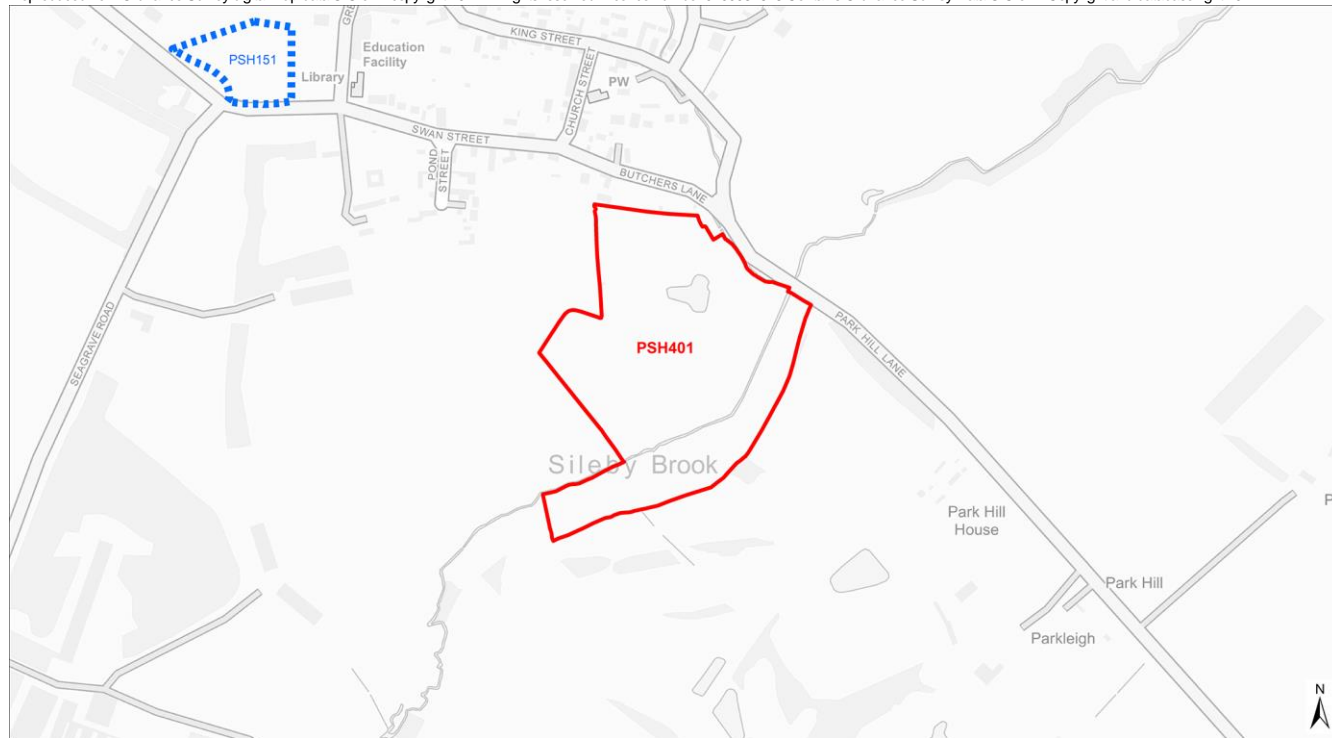 KING STREET
PSH151
Education
Facility
Library
PW
CHURCH STREET
SWAN STREET
POND
STREET
BUTCHERS LANE
SEAGRAVE ROAD
PSH401
PARK HILL LANE
Sileby Brook
Park Hill
House
Park Hill
Parkleigh
N